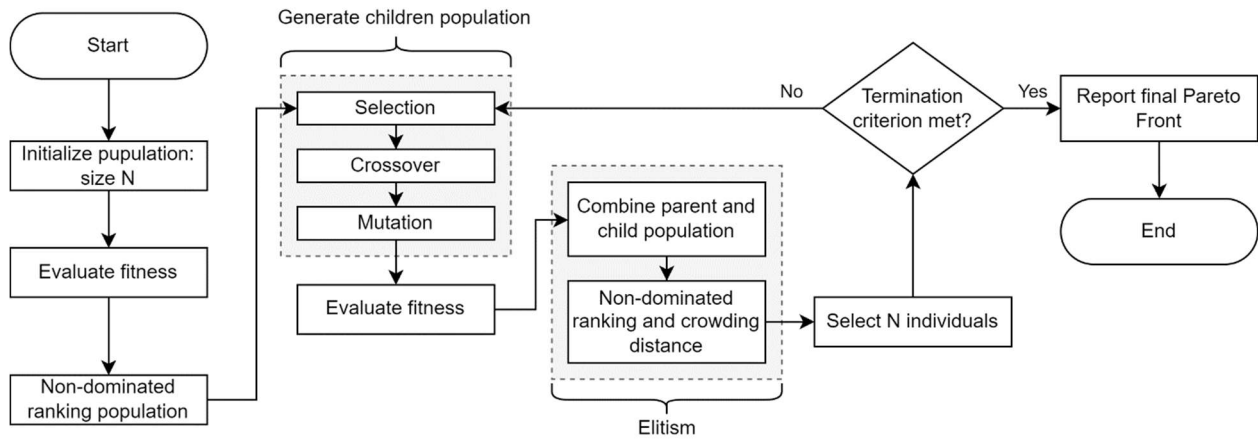 Start
Initialize pupulation:
size N
Evaluate fitness
Non-dominated
ranking population
Generate children population
Selection
Crossover
Mutation
Evaluate fitness
Combine parent and
child population
Non-dominated
ranking and crowding
distance
Elitism
Select N individuals
Termination
criterion met?
No
Yes
Report final Pareto
Front
End